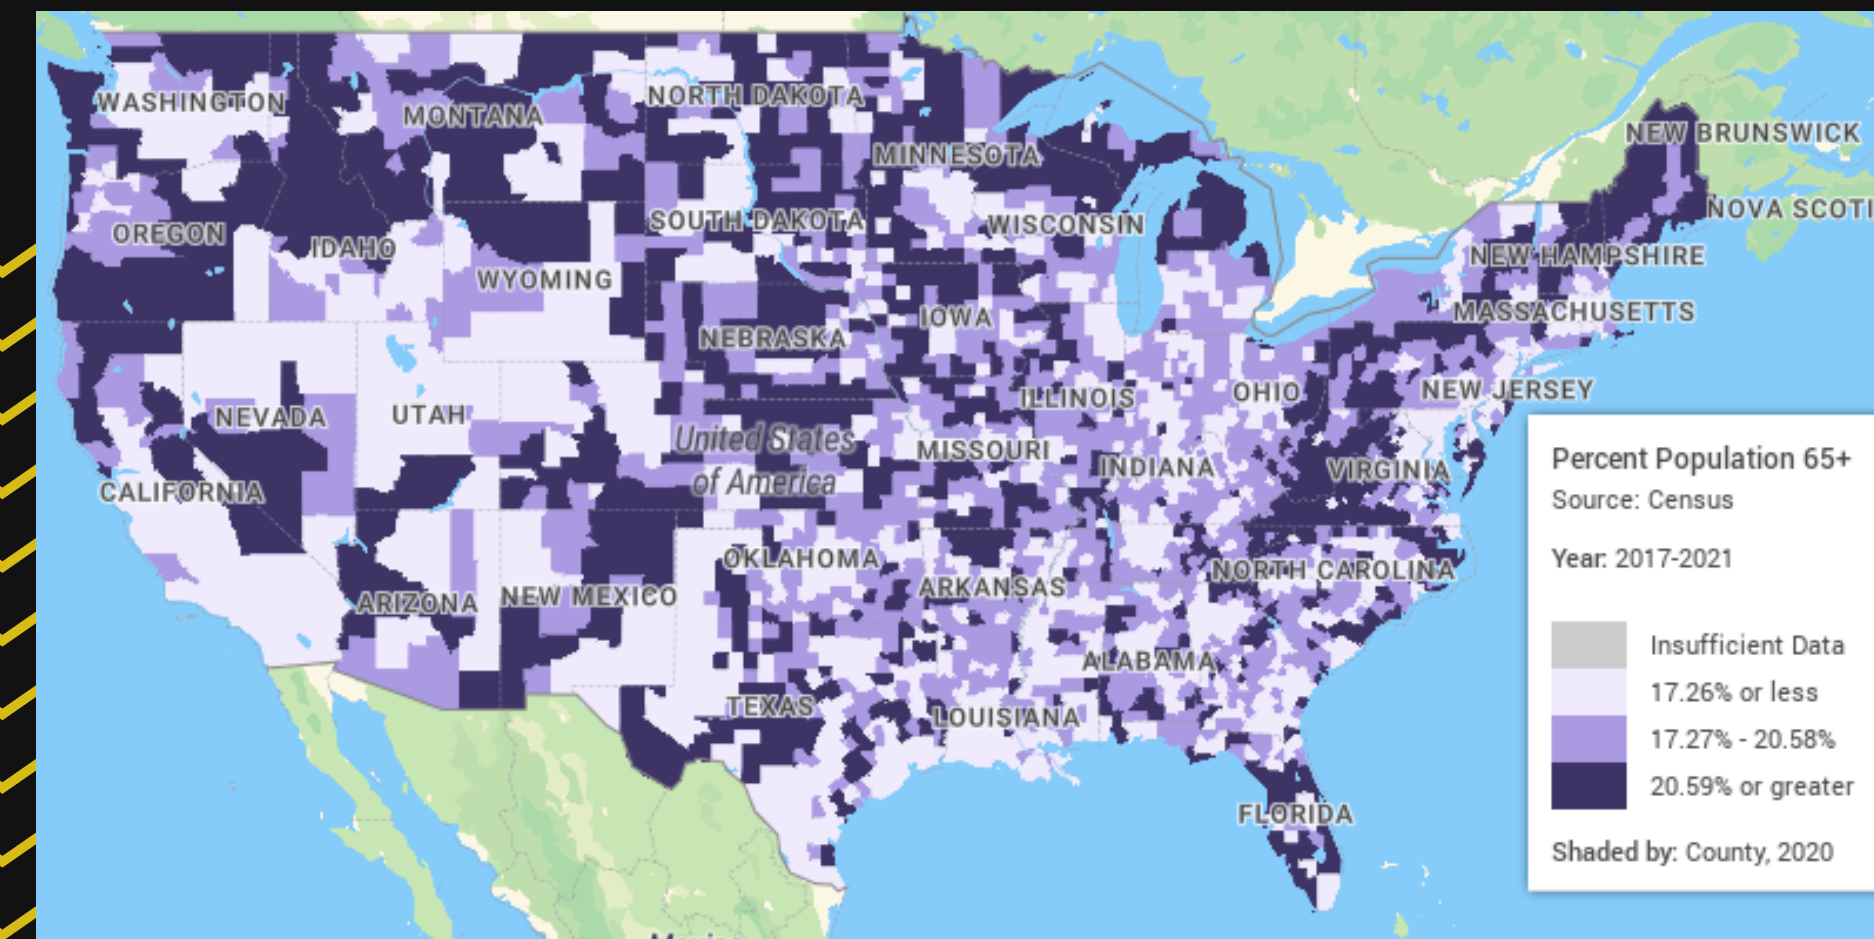 WASHINGTON
MONTANA
NORTH DAKOTA
MINNESOTA
NEW BRUNSWICK
NOVA SCOTI
OREGON
IDAHO
SOUTH DAKOTA
WISCONSIN
NEW HAMPSHIRE
WYOMING
MASSACHUSETTS
IOWA
NEBRASKA
NEVADA
UTAH
ILLINOIS
OHIO
NEW JERSEY
United States
of America
MISSOURI
INDIANA
VIRGINIA
CALIFORNIA
OKLAHOMA
ARKANSAS
NORTH CAROLINA
ARIZONA
NEW MEXICO
ALABAMA
TEXAS
LOUISIANA
FLORIDA
Percent Population 65+
Source: Census
Year: 2017-2021
Insufficient Data
17.26% or less
17.27% - 20.58%
20.59% or greater
Shaded by: County, 2020